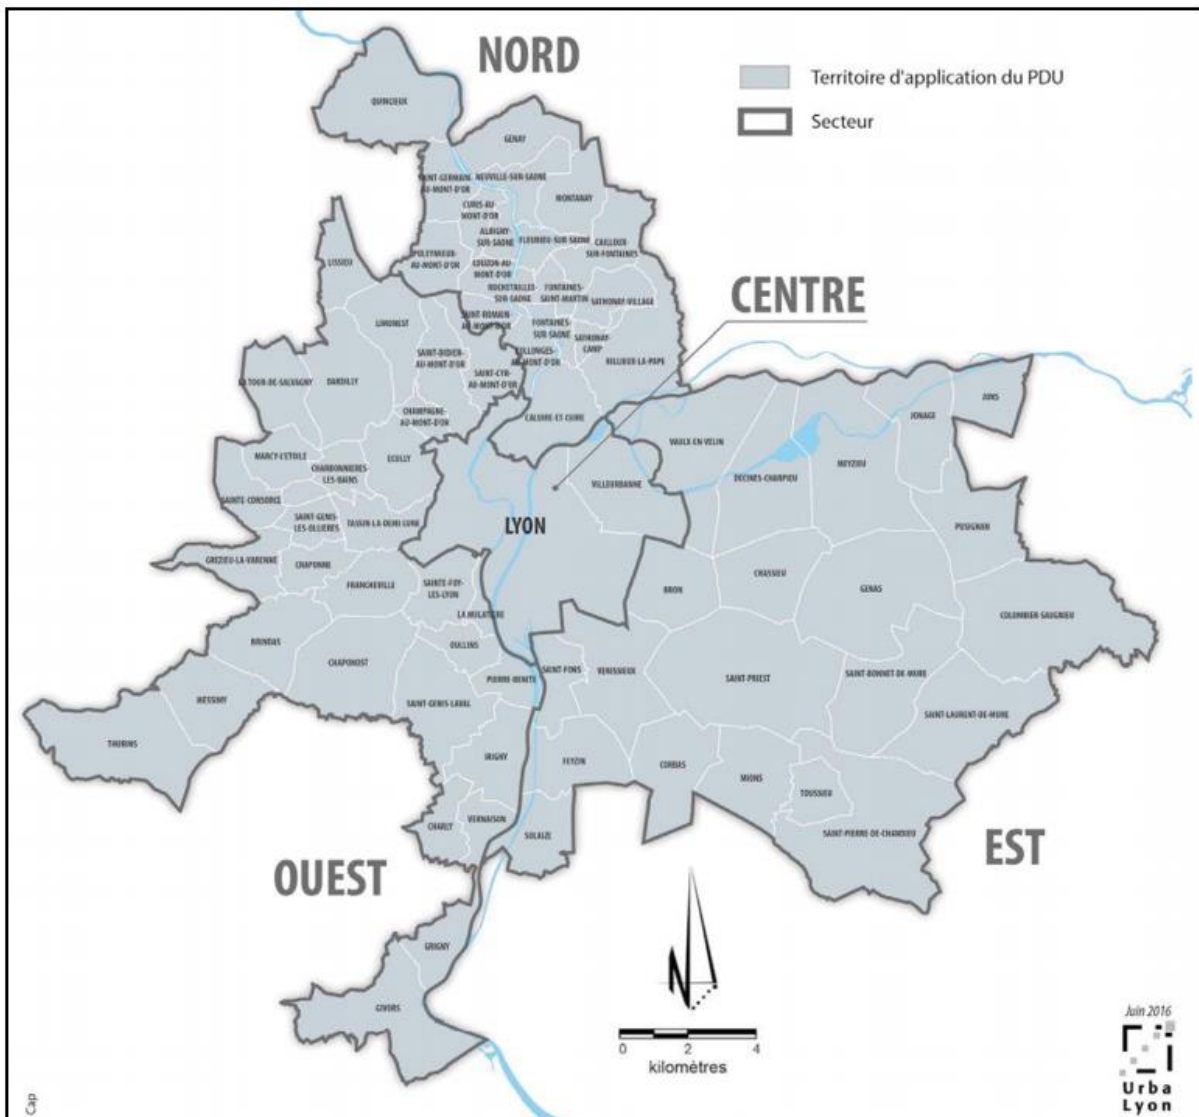 NORD
Territoire d'application du PDU
Secteur
QUINCIEUX
GENAY
SAINT-GERMAIN-
AU-MONT-D'OR
NEUVILLE-SUR-SAONE
MONTANAY
CURIS-AU
MONT-D'OR
ALBIGNY-
SUR-SAONE
FLEURIEU-SUR-SAONE
CAILLOUX
SUR-FONTAINES
POLEYMIEUX-
AU-MONT-D'OR
COUZON-AU-
MONT-D'OR
LISSIEU
ROCHETAILLEE-
SUR-SAONE
FONTAINES-
SAINT-MARTIN
SATHONAY-VILLAGE
CENTRE
LIMONEST
SAINT-ROMAIN-
AU-MONT-D'OR
FONTAINES-
SUR SAONE
SATHONAY-
CAMP
SAINT-DIDIER-
AU-MONT-D'OR
COLLONGES-
AU-MONT-D'OR
RILLIEUX-LA-PAPE
SAINT-CYR-
AU-MONT-D'OR
LA TOUR-DE-SALVAGNY
DARDILLY
CHAMPAGNE-
AU-MONT-D'OR
CALUIRE-ET-CUIRE
JONS
JONAGE
VAULX-EN-VELIN
MARCY-L'ETOILE
ECULLY
MEYZIEU
CHARBONNIERES-
LES-BAINS
DECINES-CHARPIEU
VILLEURBANNE
SAINTE-CONSORCE
SAINT-GENIS-
LES-OLLIERES
TASSIN-LA-DEMI-LUNE
LYON
PUSIGNAN
GREZIEU-LA-VARENNE
CRAPONNE
FRANCHEVILLE
SAINTE-FOY-
LES-LYON
BRON
CHASSIEU
GENAS
COLOMBIER-SAUGNIEU
LA MULATIERE
BRINDAS
CHAPONOST
OULLINS
PIERRE-BENITE
SAINT-FONS
VENISSIEUX
SAINT-PRIEST
SAINT-BONNET-DE-MURE
MESSIMY
SAINT-GENIS-LAVAL
SAINT-LAURENT-DE-MURE
THURINS
IRIGNY
FEYZIN
CORBAS
MIONS
TOUSSIEU
CHARLY
VERNAISON
SOLAIZE
SAINT-PIERRE-DE-CHANDIEU
OUEST
EST
GRIGNY
GIVORS
N
0 2 4
kilomètres
Juin 2016
Urba
Lyon
Cap